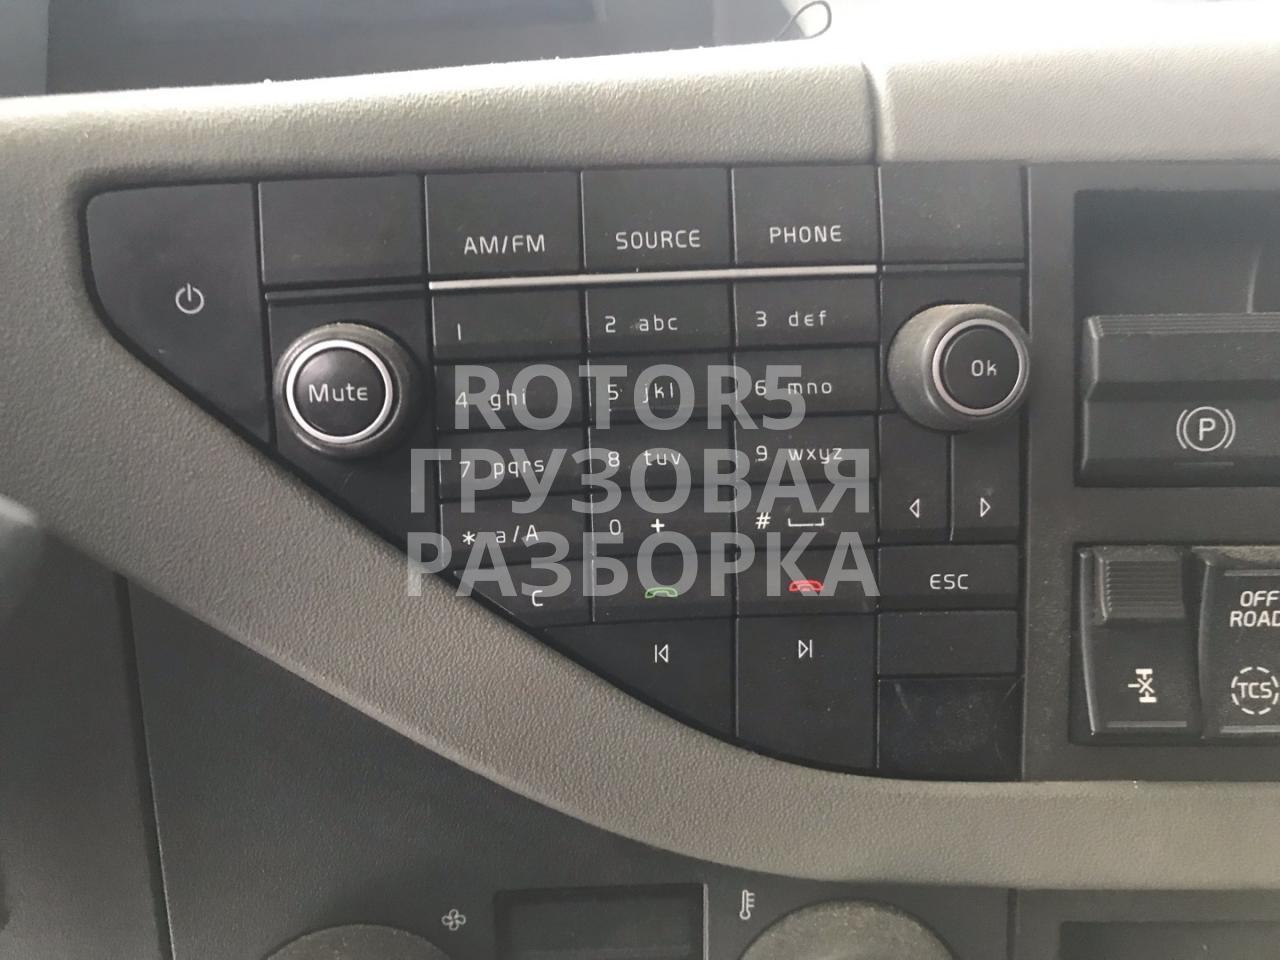 AM/FM SOURCE PHONE
1 2 abc 3 def
Mute Ok
4 ghi 5 jkl 6 mno
7 pqrs 8 tuv 9 wxyz
* a/A 0 + #
C ESC
P
OFF
ROAD
TCS
ROTOR5
ГРУЗОВАЯ
РАЗБОРКА